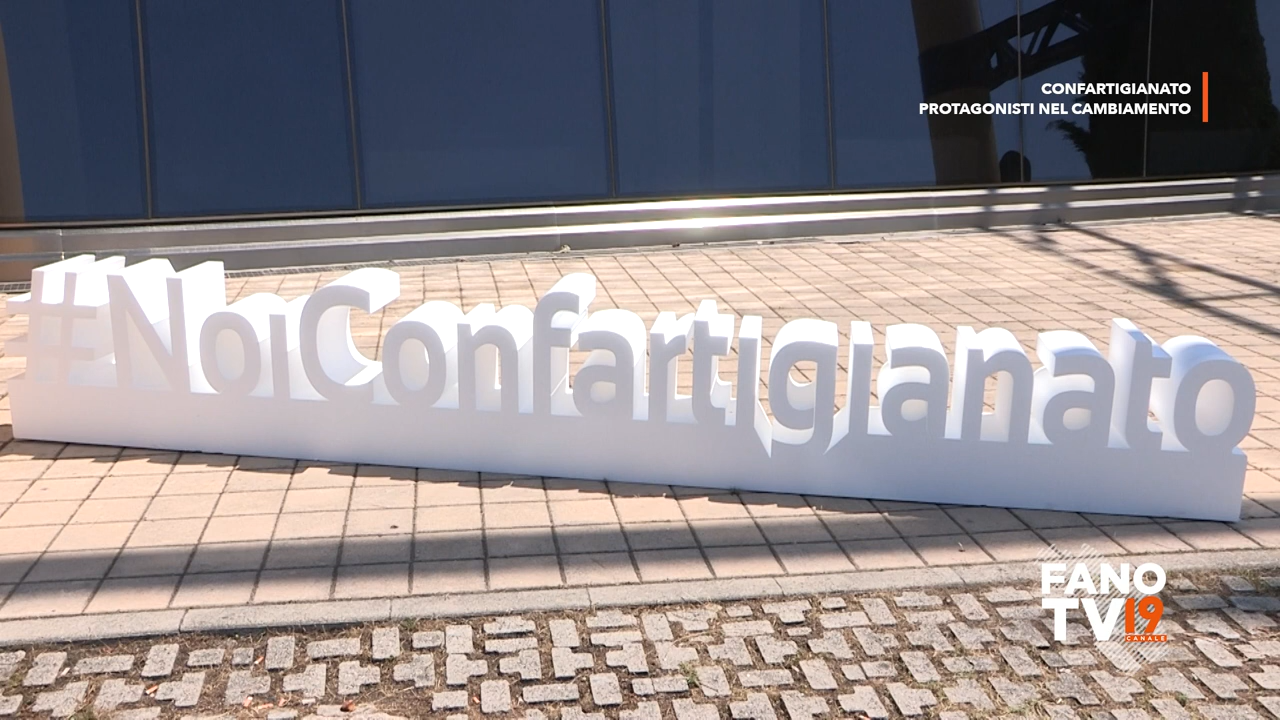 CONFARTIGIANATO
PROTAGONISTI NEL CAMBIAMENTO
#NoiConfartigianato
FANO
TV19
CANALE